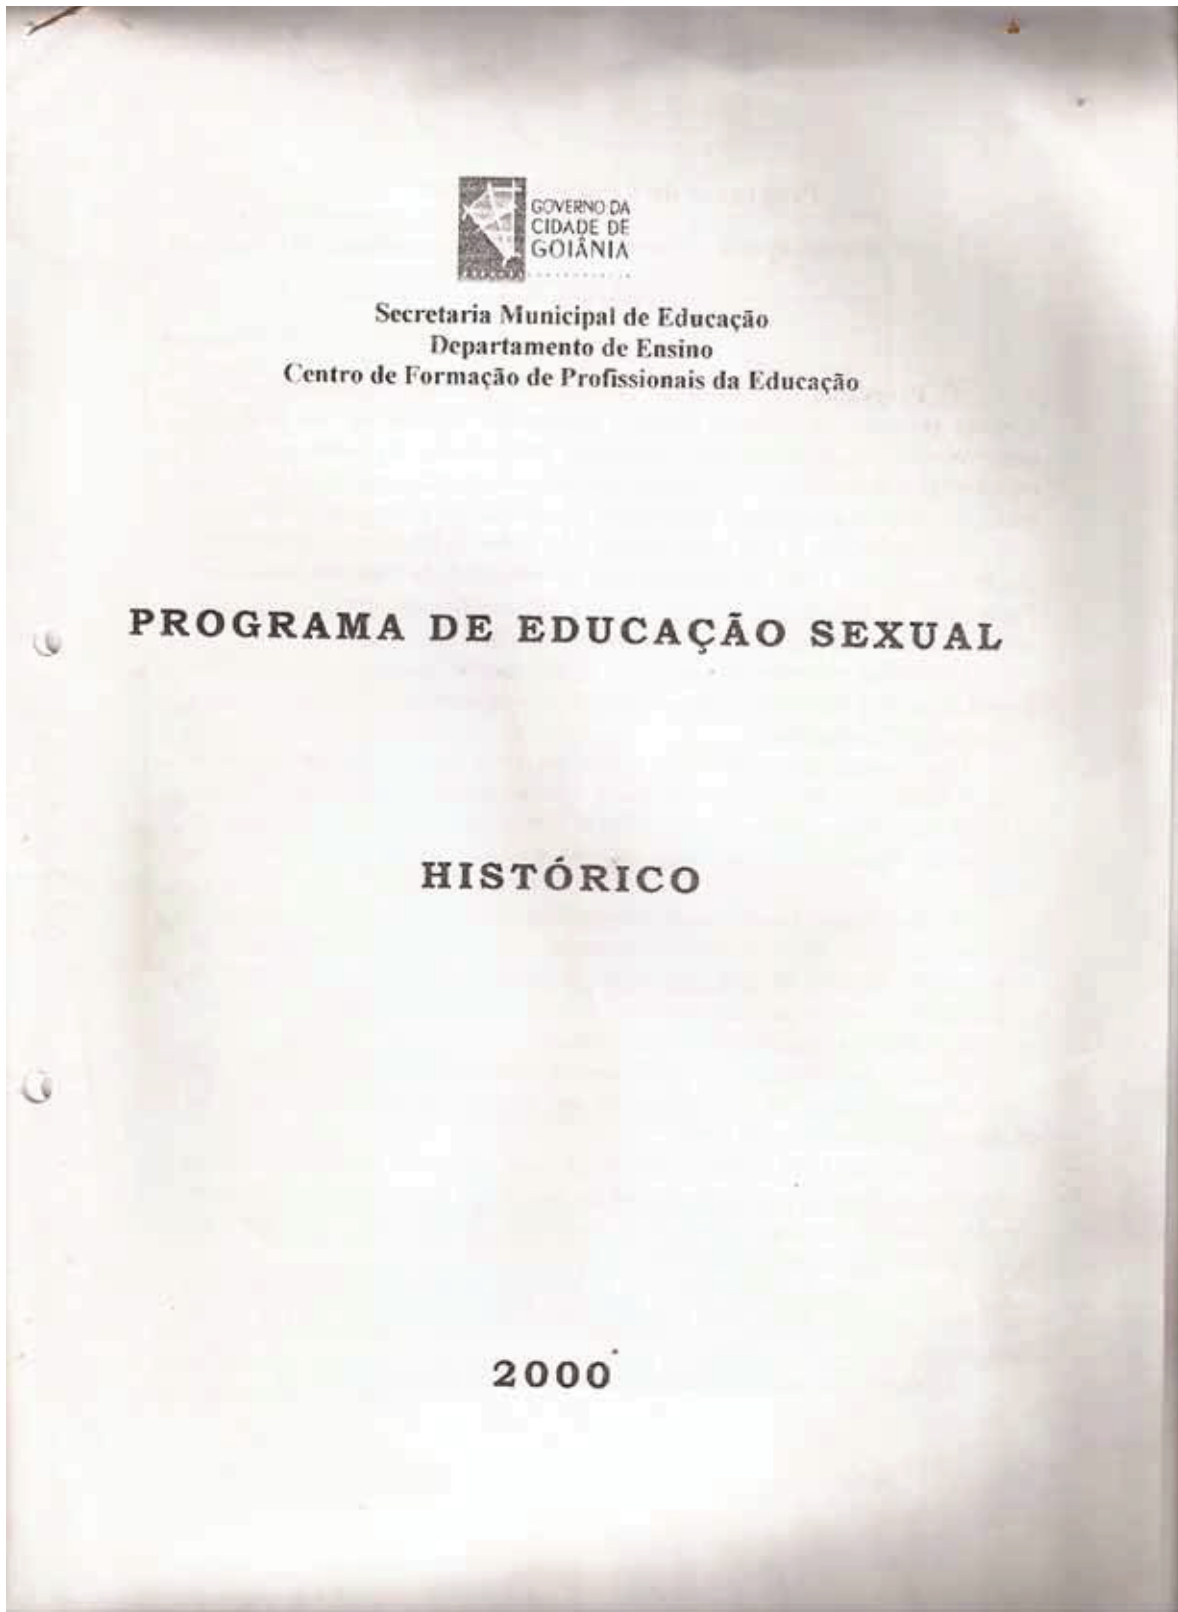 GOVERNO DA
CIDADE DE
GOIÂNIA
Secretaria Municipal de Educação
Departamento de Ensino
Centro de Formação de Profissionais da Educação
PROGRAMA DE EDUCAÇÃO SEXUAL
HISTÓRICO
2000